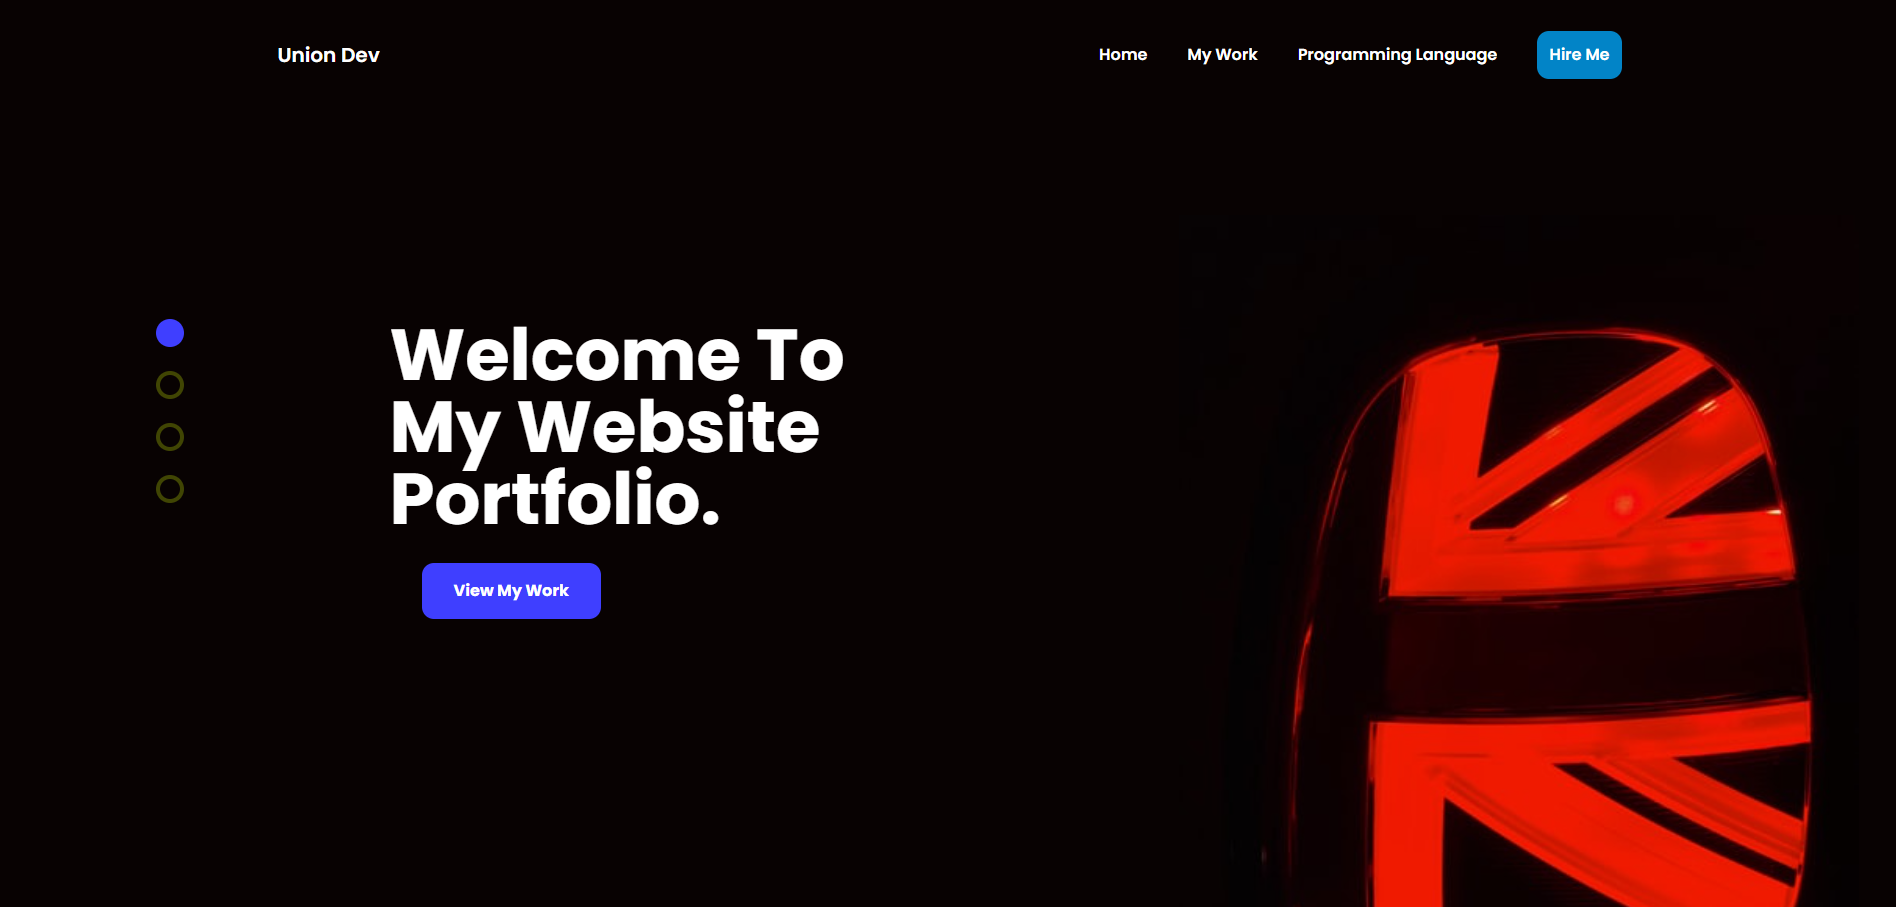 Union Dev
Home
My Work
Programming Language
Hire Me
Welcome To
My Website
Portfolio.
View My Work